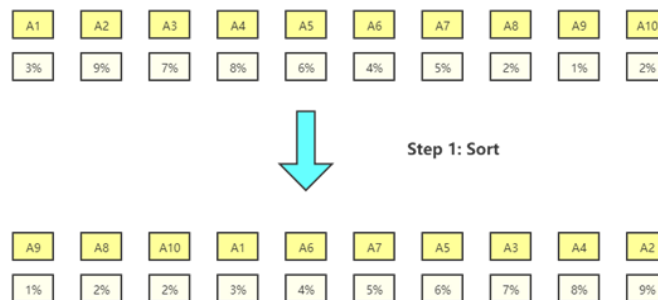 A1 A2 A3 A4 A5 A6 A7 A8 A9 A10
3% 9% 7% 8% 6% 4% 5% 2% 1% 2%
Step 1: Sort
A9 A8 A10 A1 A6 A7 A5 A3 A4 A2
1% 2% 2% 3% 4% 5% 6% 7% 8% 9%